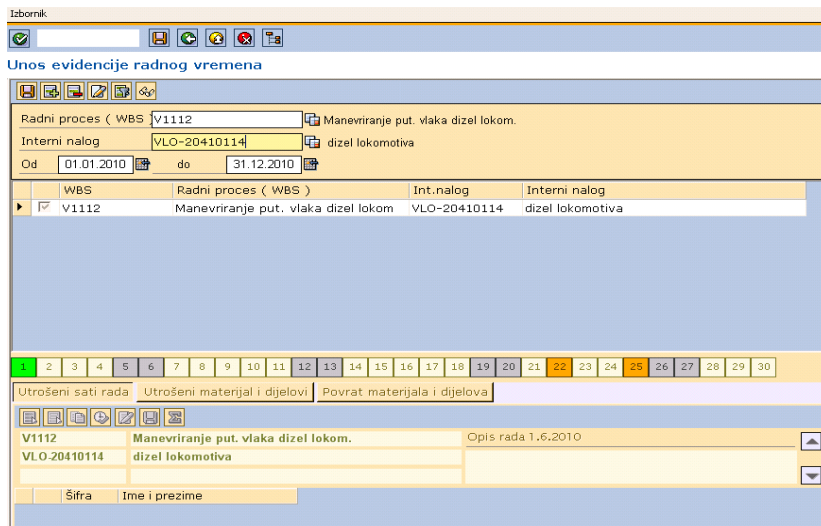 Izbornik
Unos evidencije radnog vremena
Radni proces ( WBS ) V1112 Manevriranje put. vlaka dizel lokom.
Interni nalog VLO-20410114 dizel lokomotiva
Od 01.01.2010 do 31.12.2010
WBS Radni proces ( WBS ) Int.nalog Interni nalog
V1112 Manevriranje put. vlaka dizel lokom VLO-20410114 dizel lokomotiva
1 2 3 4 5 6 7 8 9 10 11 12 13 14 15 16 17 18 19 20 21 22 23 24 25 26 27 28 29 30
Utrošeni sati rada Utrošeni materijal i dijelovi Povrat materijala i dijelova
V1112 Manevriranje put. vlaka dizel lokom. Opis rada 1.6.2010
VLO-20410114 dizel lokomotiva
Šifra Ime i prezime